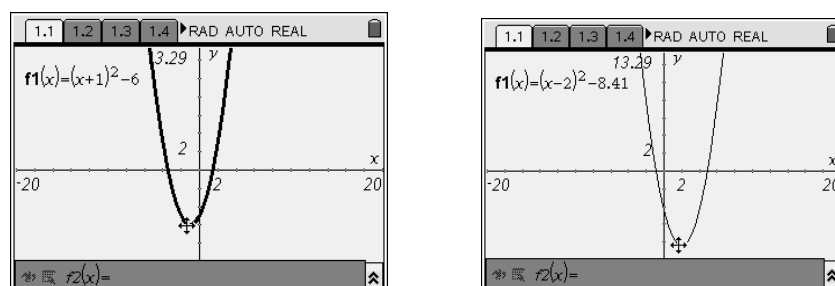 1.1 1.2 1.3 1.4 RAD AUTO REAL
3.29 y
f1(x)=(x+1)²-6
2
x
-20 2 20
f2(x)=
1.1 1.2 1.3 1.4 RAD AUTO REAL
13.29 y
f1(x)=(x-2)²-8.41
2
x
-20 2 20
f2(x)=